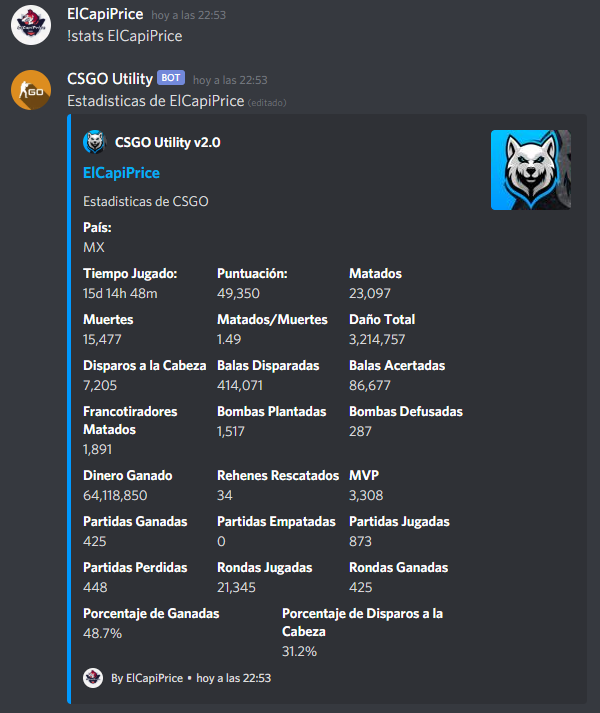 ElCapiPrice hoy a las 22:53
!stats ElCapiPrice
CSGO Utility BOT hoy a las 22:53
Estadisticas de ElCapiPrice (editado)
CSGO Utility v2.0
ElCapiPrice
Estadisticas de CSGO
País:
MX
Tiempo Jugado: Puntuación: Matados
15d 14h 48m 49,350 23,097
Muertes Matados/Muertes Daño Total
15,477 1.49 3,214,757
Disparos a la Cabeza Balas Disparadas Balas Acertadas
7,205 414,071 86,677
Francotiradores Bombas Plantadas Bombas Defusadas
Matados 1,517 287
1,891
Dinero Ganado Rehenes Rescatados MVP
64,118,850 34 3,308
Partidas Ganadas Partidas Empatadas Partidas Jugadas
425 0 873
Partidas Perdidas Rondas Jugadas Rondas Ganadas
448 21,345 425
Porcentaje de Ganadas Porcentaje de Disparos a la
48.7% Cabeza
31.2%
By ElCapiPrice • hoy a las 22:53